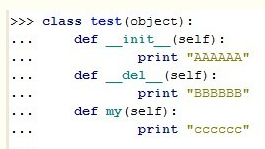 >>> class test(object):
...     def __init__(self):
...             print "AAAAAA"
...     def __del__(self):
...             print "BBBBBB"
...     def my(self):
...             print "cccccc"